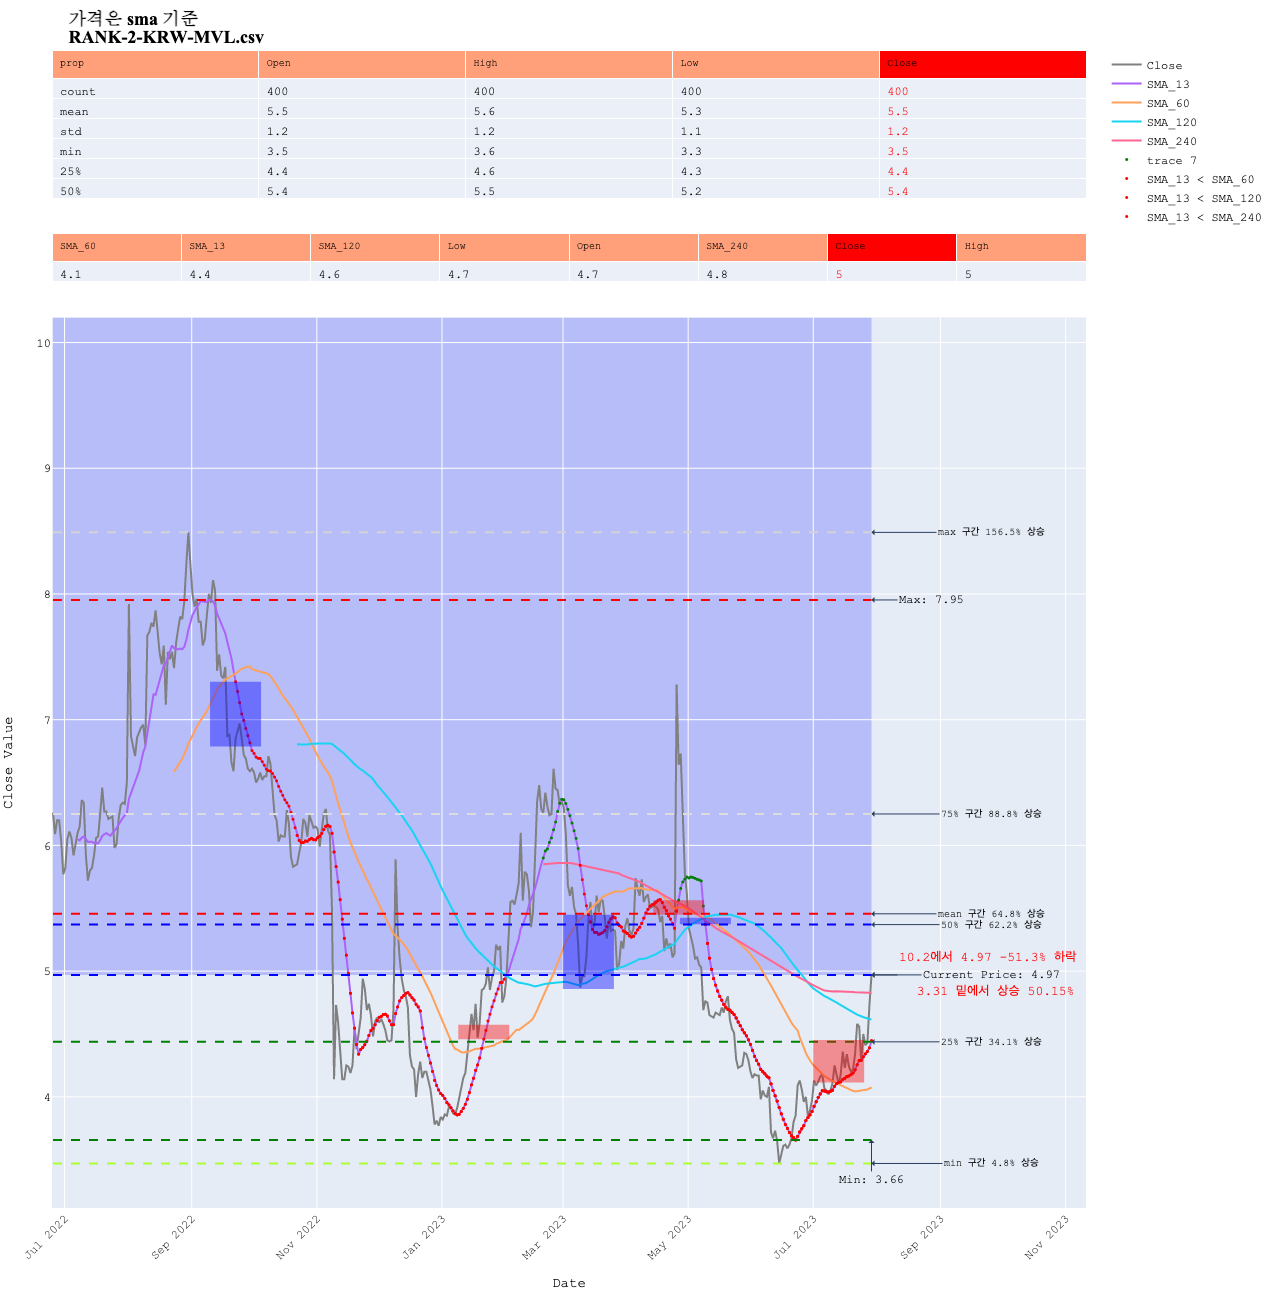 가격은 sma 기준
RANK-2-KRW-MVL.csv
prop Open High Low Close
count 400 400 400 400
mean 5.5 5.6 5.3 5.5
std 1.2 1.2 1.1 1.2
min 3.5 3.6 3.3 3.5
25% 4.4 4.6 4.3 4.4
50% 5.4 5.5 5.2 5.4
Close
SMA_13
SMA_60
SMA_120
SMA_240
trace 7
SMA_13 < SMA_60
SMA_13 < SMA_120
SMA_13 < SMA_240
SMA_60 SMA_13 SMA_120 Low Open SMA_240 Close High
4.1 4.4 4.6 4.7 4.7 4.8 5 5
10
9
8
7
6
5
4
Close Value
max 구간 156.5% 상승
Max: 7.95
75% 구간 88.8% 상승
mean 구간 64.8% 상승
50% 구간 62.2% 상승
10.2에서 4.97 -51.3% 하락
Current Price: 4.97
3.31 밑에서 상승 50.15%
25% 구간 34.1% 상승
min 구간 4.8% 상승
Min: 3.66
Jul 2022
Sep 2022
Nov 2022
Jan 2023
Mar 2023
May 2023
Jul 2023
Sep 2023
Nov 2023
Date